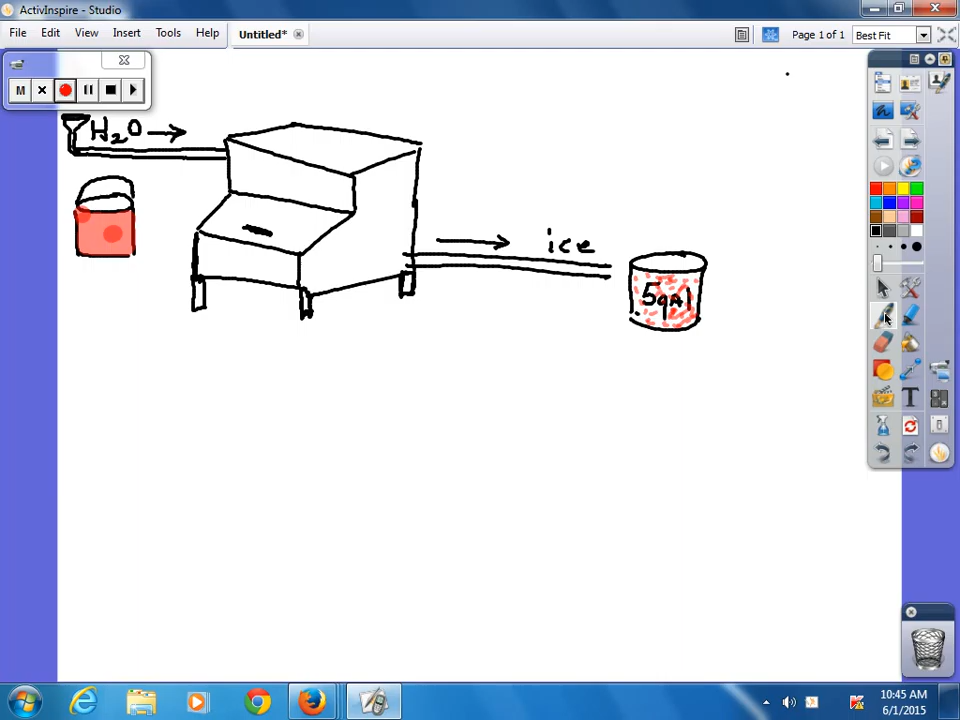 ActivInspire - Studio
File Edit View Insert Tools Help Untitled* Page 1 of 1 Best Fit
M
H₂O →
→ ice
5gal
T
10:45 AM
6/1/2015